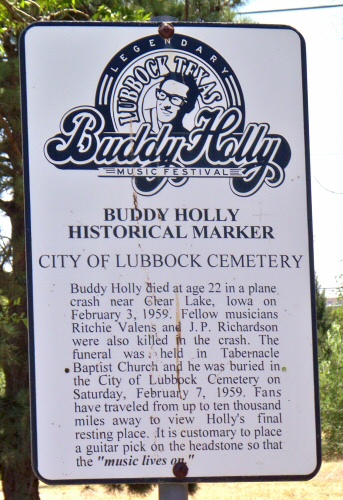 LEGENDARY
LUBBOCK TEXAS
Buddy Holly
MUSIC FESTIVAL
BUDDY HOLLY
HISTORICAL MARKER
CITY OF LUBBOCK CEMETERY
Buddy Holly died at age 22 in a plane
crash near Clear Lake, Iowa on
February 3, 1959. Fellow musicians
Ritchie Valens and J.P. Richardson
were also killed in the crash. The
funeral was held in Tabernacle
Baptist Church and he was buried in
the City of Lubbock Cemetery on
Saturday, February 7, 1959. Fans
have traveled from up to ten thousand
miles away to view Holly's final
resting place. It is customary to place
a guitar pick on the headstone so that
the "music lives on."